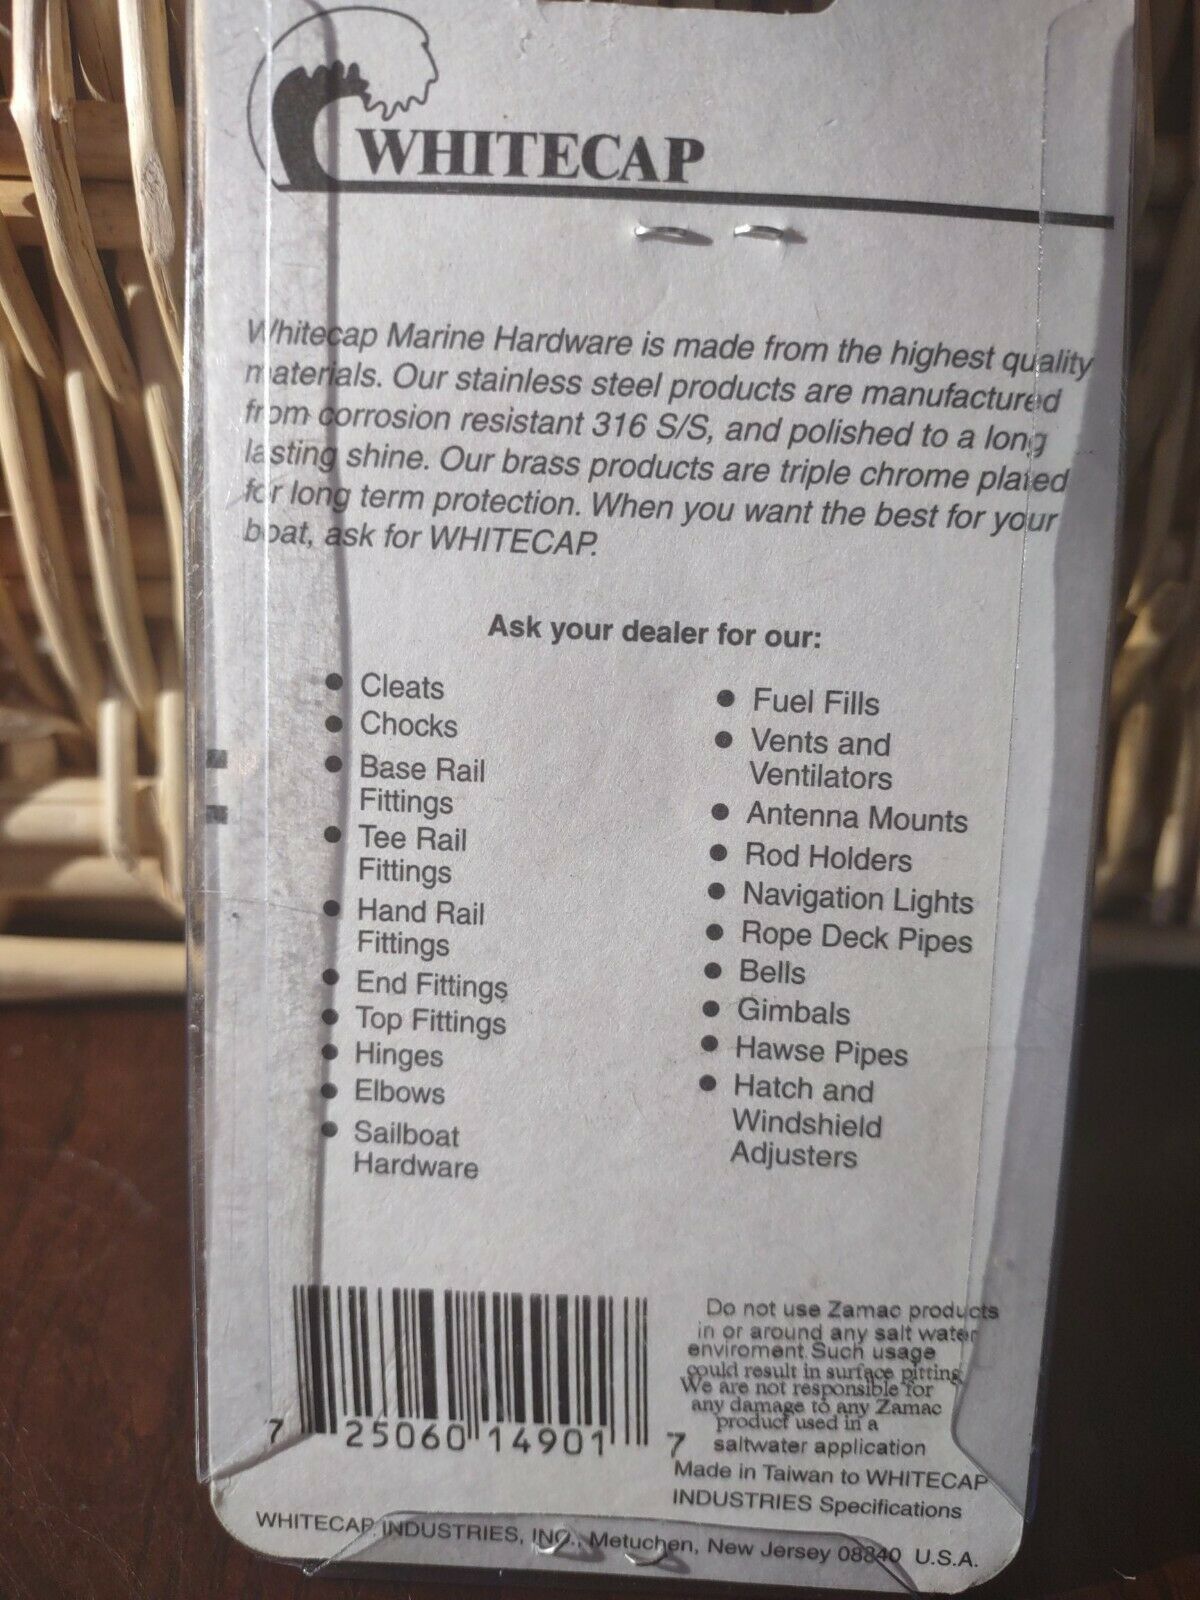 WHITECAP
Whitecap Marine Hardware is made from the highest quality
materials. Our stainless steel products are manufactured
from corrosion resistant 316 S/S, and polished to a long
lasting shine. Our brass products are triple chrome plated
for long term protection. When you want the best for your
boat, ask for WHITECAP.
Ask your dealer for our:
• Cleats
• Chocks
• Base Rail
Fittings
• Tee Rail
Fittings
• Hand Rail
Fittings
• End Fittings
• Top Fittings
• Hinges
• Elbows
• Sailboat
Hardware
• Fuel Fills
• Vents and
Ventilators
• Antenna Mounts
• Rod Holders
• Navigation Lights
• Rope Deck Pipes
• Bells
• Gimbals
• Hawse Pipes
• Hatch and
Windshield
Adjusters
7 25060 14901 7
Do not use Zamac products
in or around any salt water
enviroment. Such usage
could result in surface pitting
We are not responsible for
any damage to any Zamac
product used in a
saltwater application
Made in Taiwan to WHITECAP
INDUSTRIES Specifications
WHITECAP INDUSTRIES, INC., Metuchen, New Jersey 08840 U.S.A.